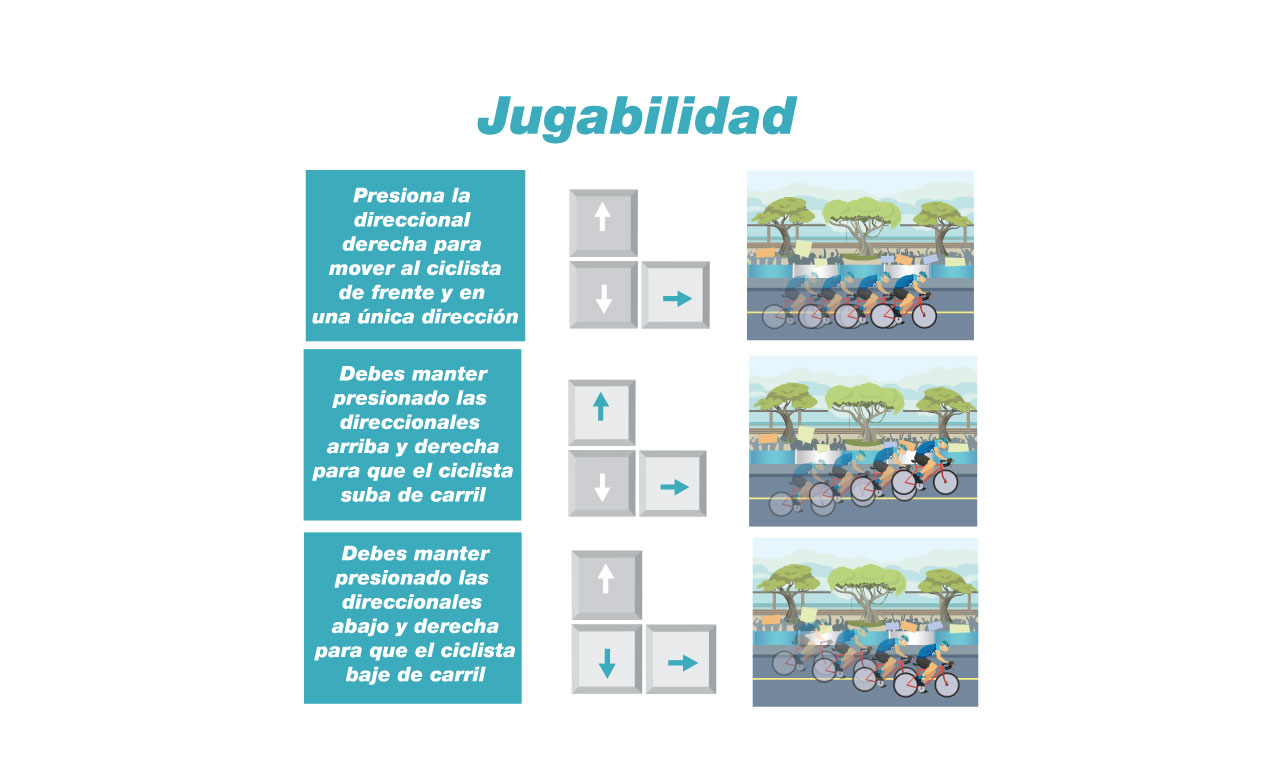 Jugabilidad
Presiona la
direccional
derecha para
mover al ciclista
de frente y en
una única dirección
Debes manter
presionado las
direccionales
arriba y derecha
para que el ciclista
suba de carril
Debes manter
presionado las
direccionales
abajo y derecha
para que el ciclista
baje de carril